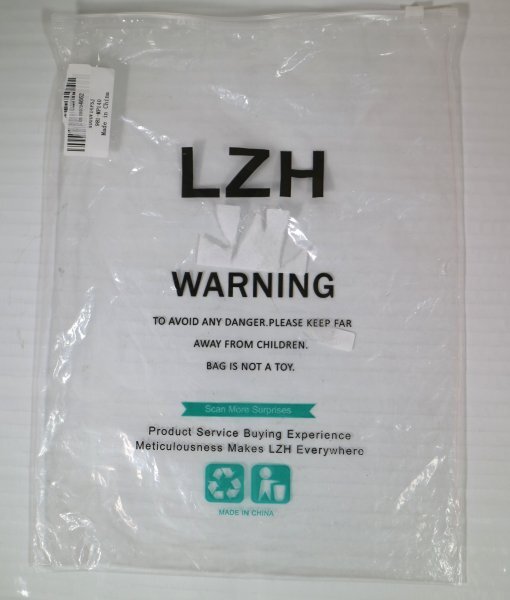 Made in China
LZH
WARNING
TO AVOID ANY DANGER.PLEASE KEEP FAR
AWAY FROM CHILDREN.
BAG IS NOT A TOY.
Scan More Surprises
Product Service Buying Experience
Meticulousness Makes LZH Everywhere
MADE IN CHINA